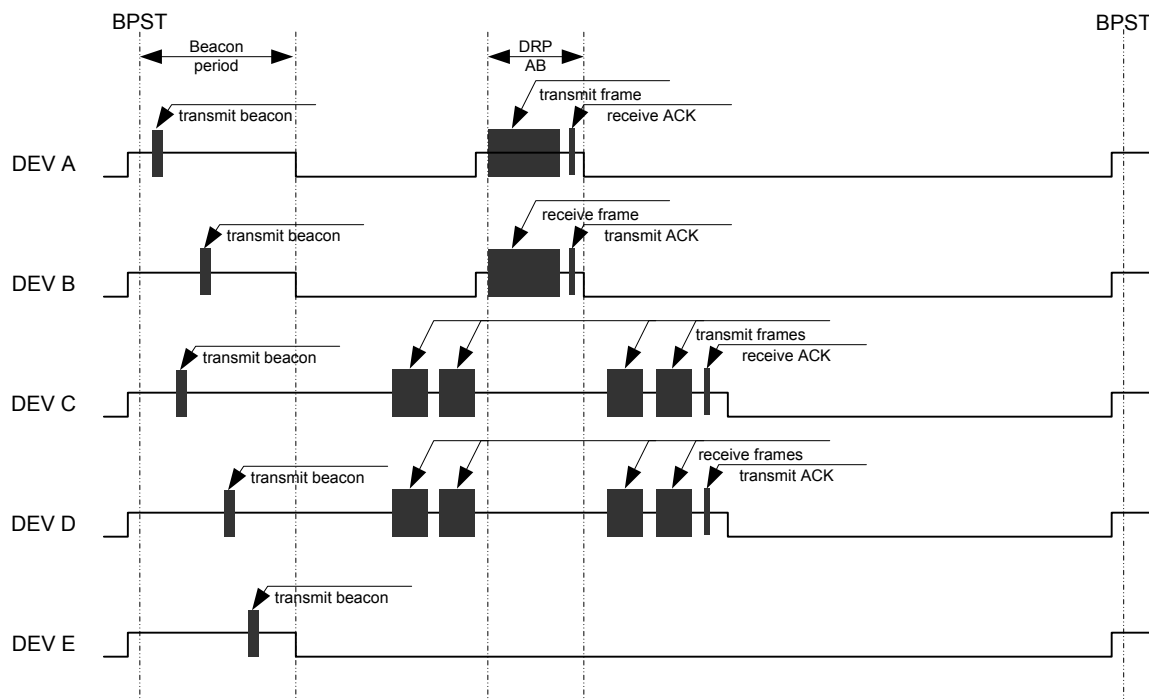 BPST
BPST
Beacon
period
DRP
AB
transmit frame
transmit beacon
receive ACK
DEV A
receive frame
transmit beacon
transmit ACK
DEV B
transmit frames
transmit beacon
receive ACK
DEV C
receive frames
transmit beacon
transmit ACK
DEV D
transmit beacon
DEV E